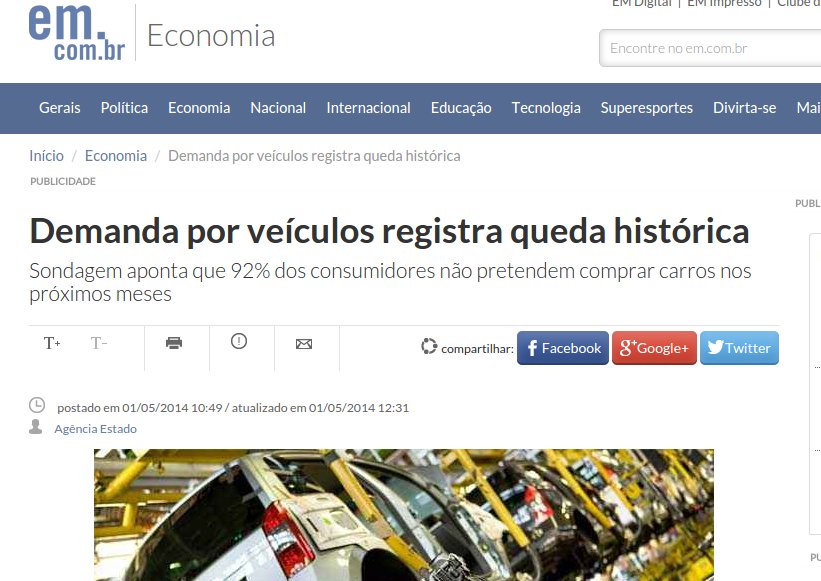 EM Digital | EM Impresso | Clube d
em.
com.br
Economia
Encontre no em.com.br
Gerais Política Economia Nacional Internacional Educação Tecnologia Superesportes Divirta-se Mai
Início / Economia / Demanda por veículos registra queda histórica
PUBLICIDADE
PUBL
Demanda por veículos registra queda histórica
Sondagem aponta que 92% dos consumidores não pretendem comprar carros nos
próximos meses
T+ T- compartilhar: Facebook Google+ Twitter
postado em 01/05/2014 10:49 / atualizado em 01/05/2014 12:31
Agência Estado
PU